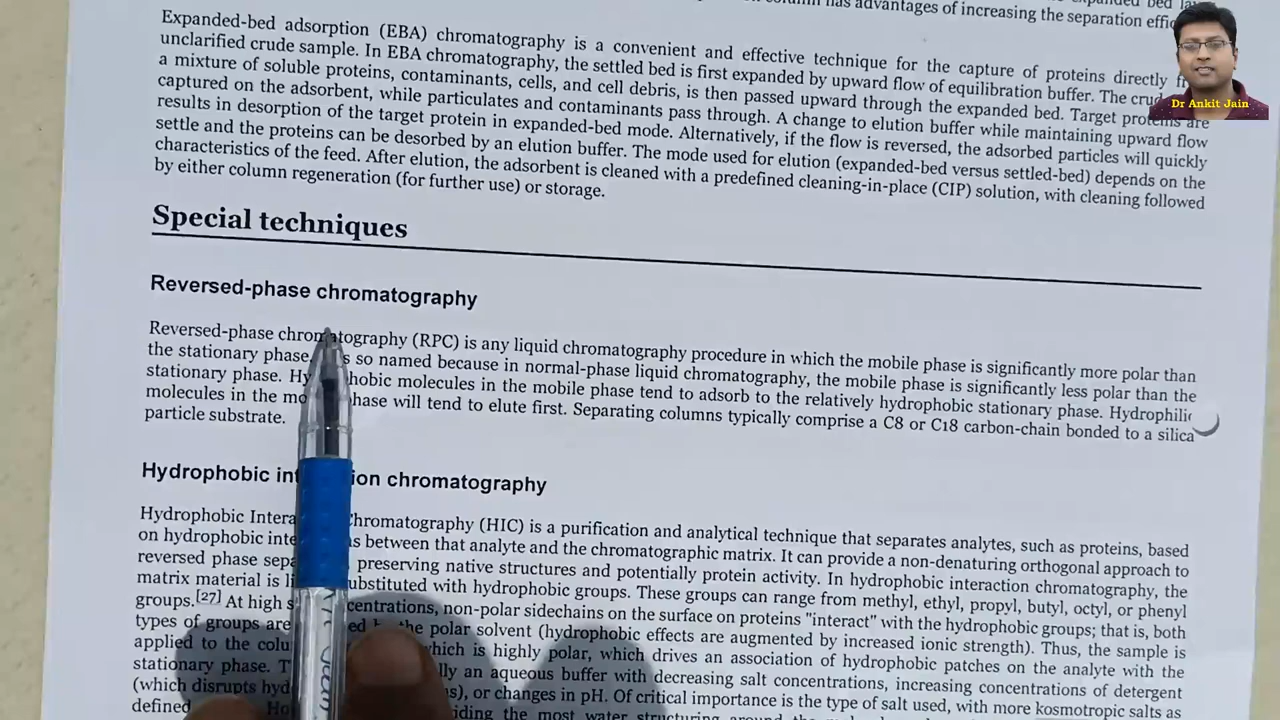 column has advantages of increasing the separation effic
Expanded-bed adsorption (EBA) chromatography is a convenient and effective technique for the capture of proteins directly
unclarified crude sample. In EBA chromatography, the settled bed is first expanded by upward flow of equilibration buffer. The
a mixture of soluble proteins, contaminants, cells, and cell debris, is then passed upward through the expanded bed. Target proteins are
captured on the adsorbent, while particulates and contaminants pass through. A change to elution buffer while maintaining upward flow
results in desorption of the target protein in expanded-bed mode. Alternatively, if the flow is reversed, the adsorbed particles will quickly
settle and the proteins can be desorbed by an elution buffer. The mode used for elution (expanded-bed versus settled-bed) depends on the
characteristics of the feed. After elution, the adsorbent is cleaned with a predefined cleaning-in-place (CIP) solution, with cleaning followed
by either column regeneration (for further use) or storage.
Dr Ankit Jain
Special techniques
Reversed-phase chromatography
Reversed-phase chromatography (RPC) is any liquid chromatography procedure in which the mobile phase is significantly more polar than
the stationary phase. so named because in normal-phase liquid chromatography, the mobile phase is significantly less polar than the
stationary phase. molecules in the mobile phase tend to adsorb to the relatively hydrophobic stationary phase. Hydrophilic
molecules in the phase will tend to elute first. Separating columns typically comprise a C8 or C18 carbon-chain bonded to a silica
particle substrate.
Hydrophobic chromatography
Hydrophobic Chromatography (HIC) is a purification and analytical technique that separates analytes, such as proteins, based
on hydrophobic between that analyte and the chromatographic matrix. It can provide a non-denaturing orthogonal approach to
reversed phase preserving native structures and potentially protein activity. In hydrophobic interaction chromatography, the
matrix material is substituted with hydrophobic groups. These groups can range from methyl, ethyl, propyl, butyl, octyl, or phenyl
groups.[27] At high concentrations, non-polar sidechains on the surface on proteins "interact" with the hydrophobic groups; that is, both
types of groups are the polar solvent (hydrophobic effects are augmented by increased ionic strength). Thus, the sample is
applied to the which is highly polar, which drives an association of hydrophobic patches on the analyte with the
stationary phase. an aqueous buffer with decreasing salt concentrations, increasing concentrations of detergent
(which disrupts or changes in pH. Of critical importance is the type of salt used, with more kosmotropic salts as
defined the most water